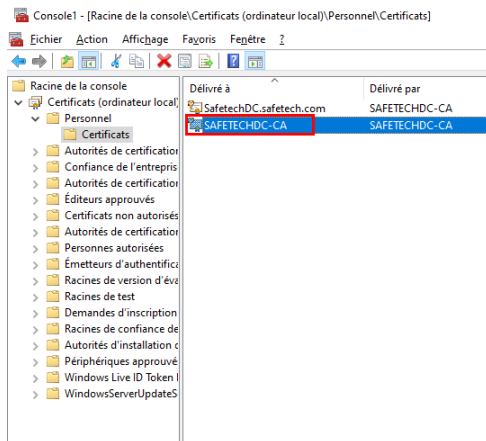 Console1 - [Racine de la console\Certificats (ordinateur local)\Personnel\Certificats]
Fichier Action Affichage Favoris Fenêtre ?
Racine de la console
Certificats (ordinateur local)
Personnel
Certificats
Autorités de certification
Confiance de l'entrepris
Autorités de certification
Éditeurs approuvés
Certificats non autorisés
Autorités de certification
Personnes autorisées
Émetteurs d'authentifica
Racines de version d'éva
Racines de test
Demandes d'inscription
Racines de confiance de
Autorités d'installation c
Périphériques approuvé
Windows Live ID Token I
WindowsServerUpdateS
Délivré à Délivré par
SafetechDC.safetech.com SAFETECHDC-CA
SAFETECHDC-CA SAFETECHDC-CA